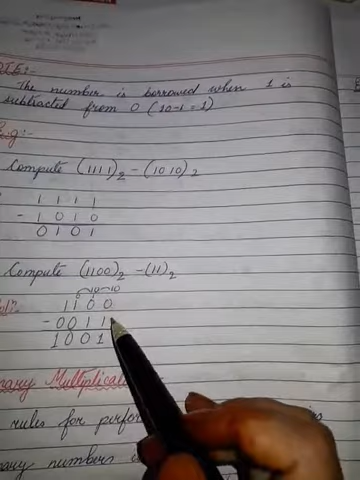 The number is borrowed when 1 is
subtracted from 0 (10-1 = 1)
e.g:-
Compute (1111)2 - (1010)2
1 1 1 1
- 1 0 1 0
0 1 0 1
Compute (1100)2 - (11)2
10 10
1 1 0 0
- 0 0 1 1
1 0 0 1
rules for
numbers